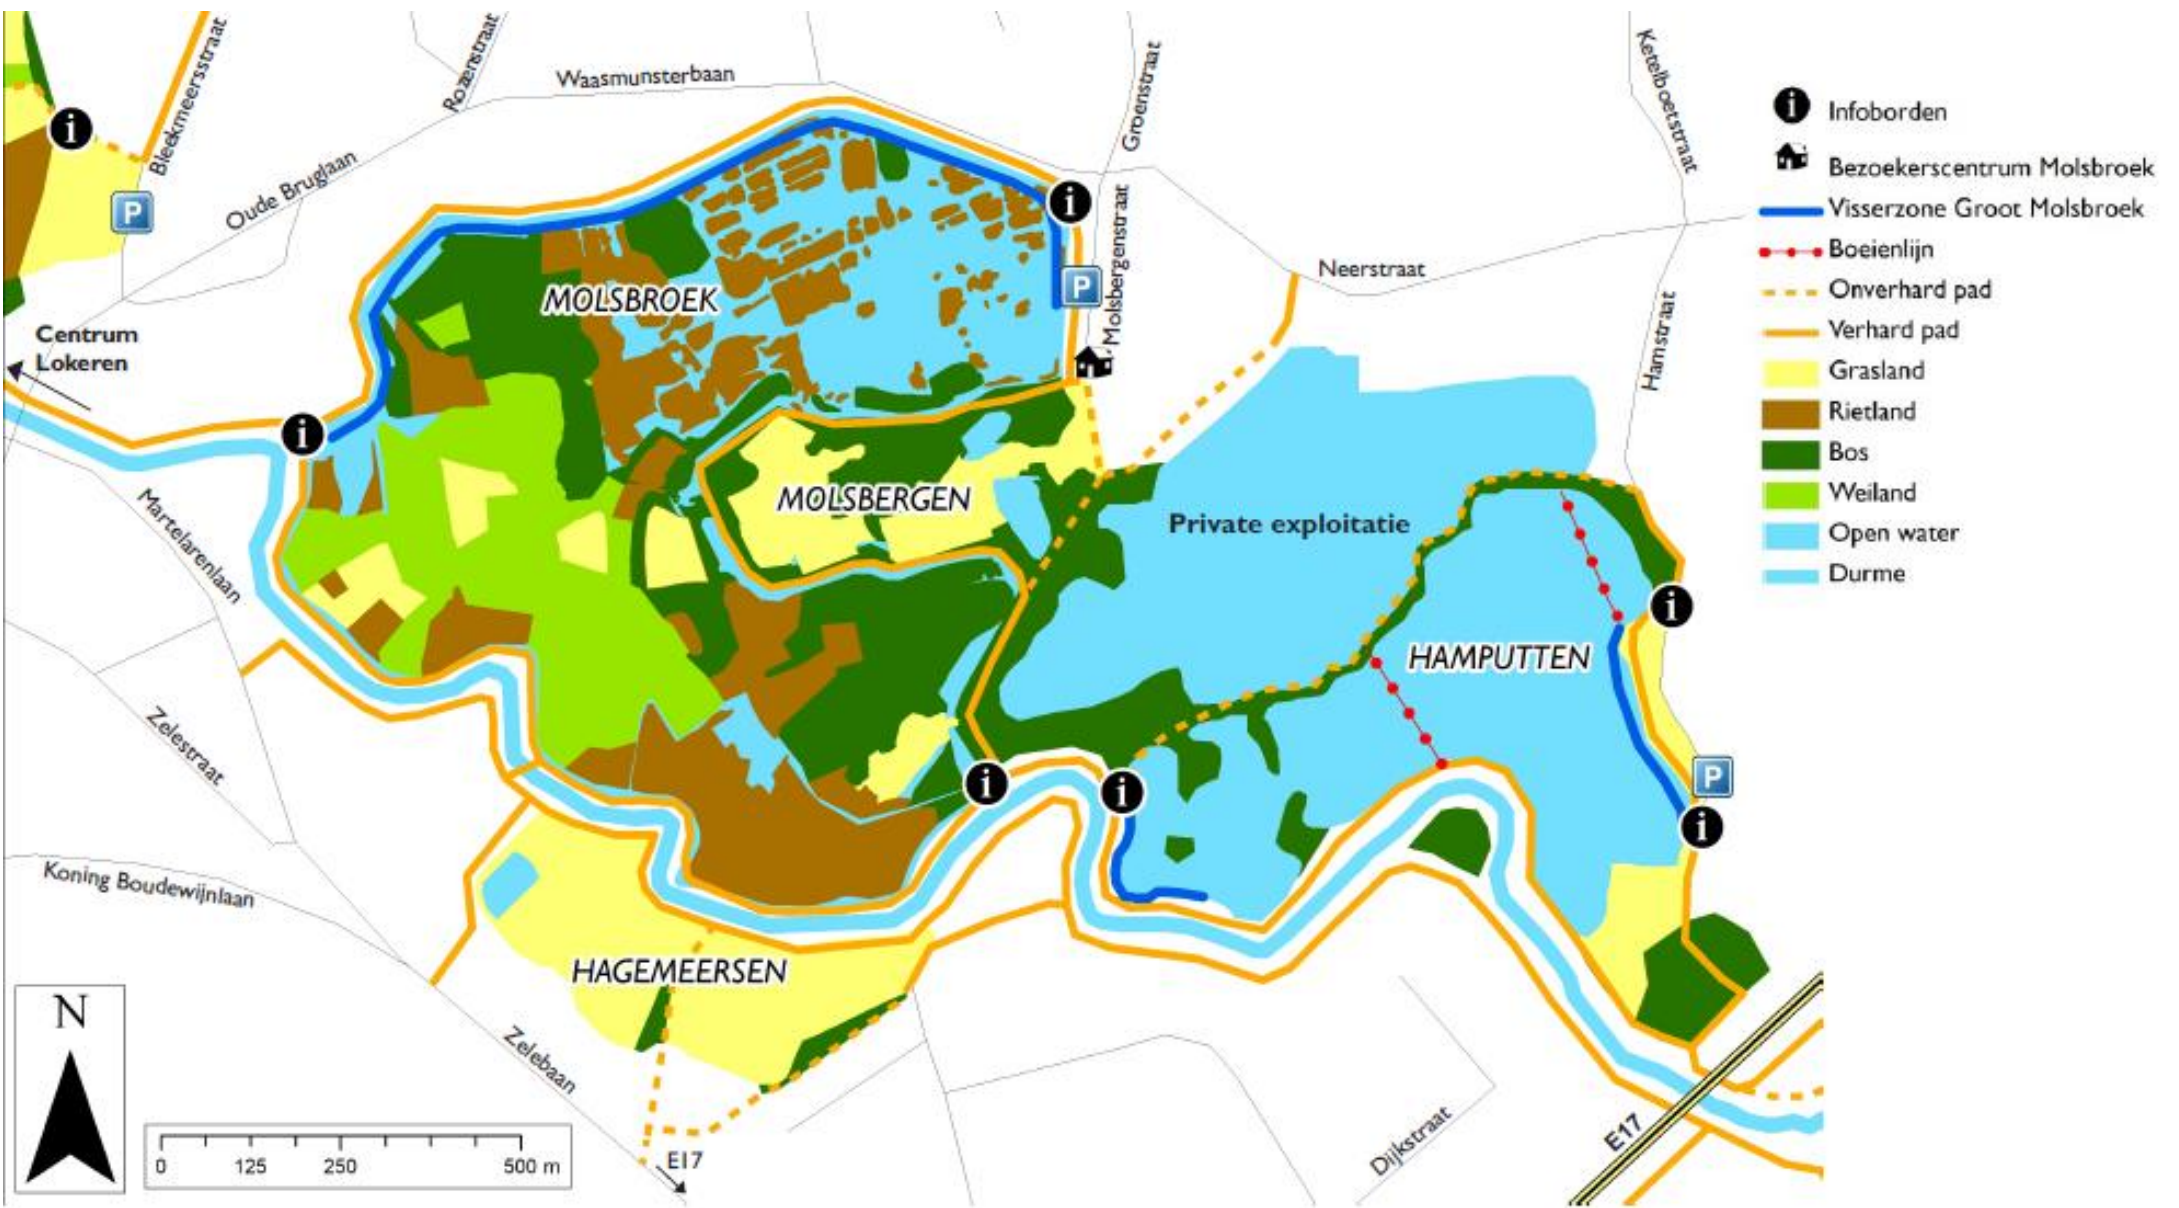 Bleekmeersstraat
Rozenstraat
Waasmunsterbaan
Groenstraat
Ketelboetstraat
Oude Bruglaan
Molsbergenstraat
Neerstraat
Hamstraat
i
i
i
i
i
i
i
P
P
P
MOLSBROEK
Centrum
Lokeren
MOLSBERGEN
Private exploitatie
HAMPUTTEN
Martelarenlaan
Zelestraat
Koning Boudewijnlaan
HAGEMEERSEN
Zelebaan
E17
Dijkstraat
E17
N
0 125 250 500 m
i Infoborden
Bezoekerscentrum Molsbroek
Visserzone Groot Molsbroek
Boeienlijn
Onverhard pad
Verhard pad
Grasland
Rietland
Bos
Weiland
Open water
Durme